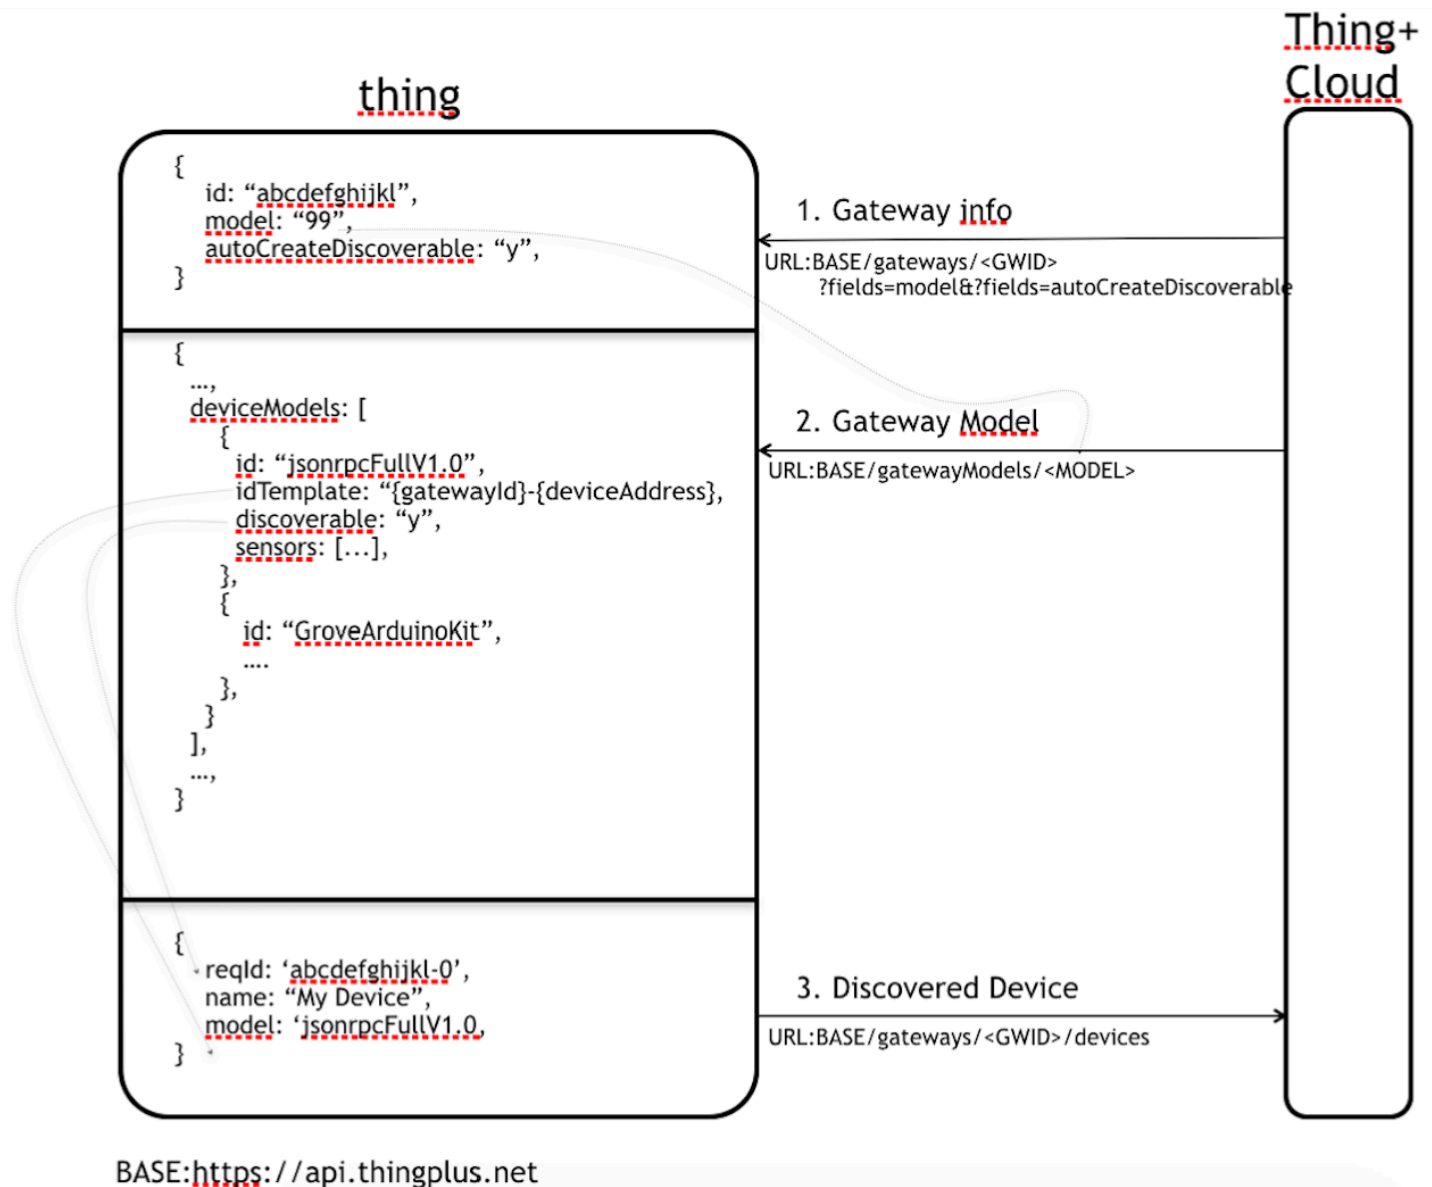 Thing+
Cloud
thing
{
id: “abcdefghijkl”,
model: “99”,
autoCreateDiscoverable: “y”,
}
1. Gateway info
URL:BASE/gateways/<GWID>
?fields=model&?fields=autoCreateDiscoverable
{
...,
deviceModels: [
{
id: “jsonrpcFullV1.0”,
idTemplate: “{gatewayId}-{deviceAddress},
discoverable: “y”,
sensors: [...],
},
{
id: “GroveArduinoKit”,
....
},
}
],
...,
}
2. Gateway Model
URL:BASE/gatewayModels/<MODEL>
{
reqId: ‘abcdefghijkl-0’,
name: “My Device”,
model: ‘jsonrpcFullV1.0,
}
3. Discovered Device
URL:BASE/gateways/<GWID>/devices
BASE:https://api.thingplus.net